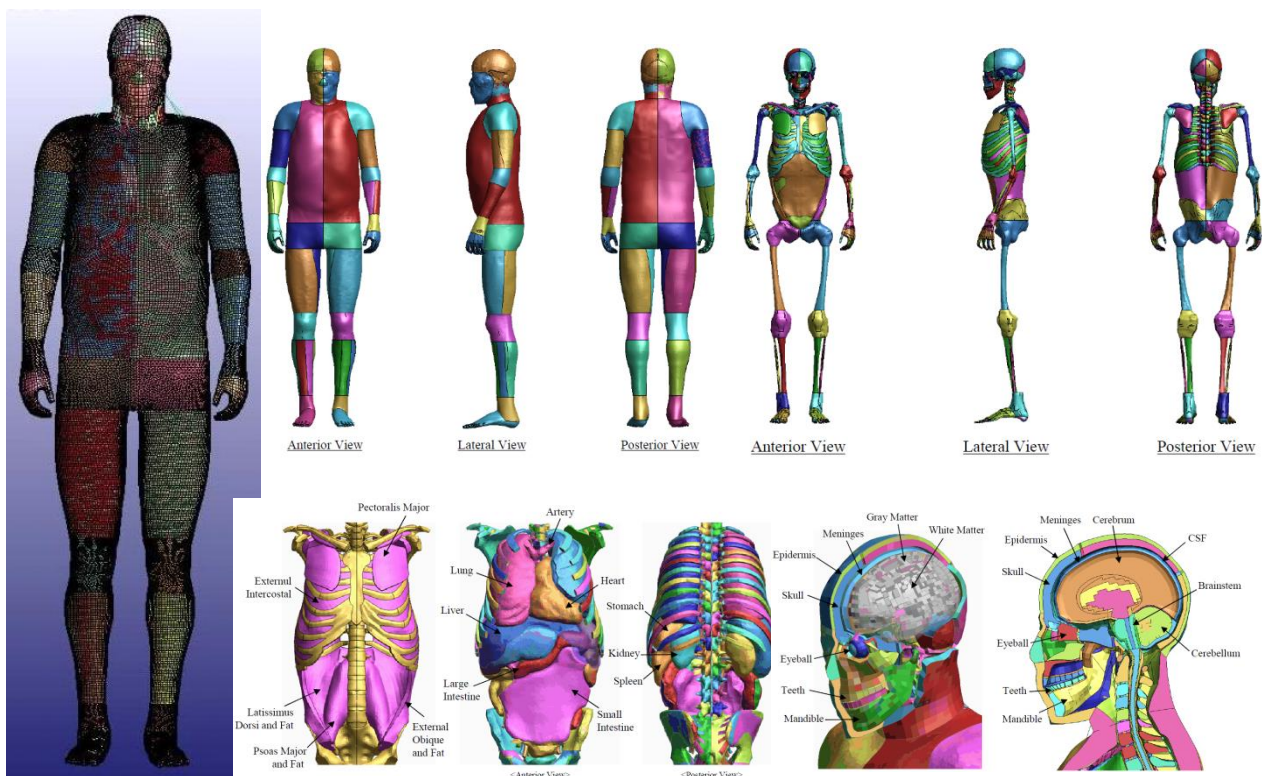 Anterior View
Lateral View
Posterior View
Anterior View
Lateral View
Posterior View
Pectoralis Major
External
Intercostal
Latissimus
Dorsi and Fat
Psoas Major
and Fat
External
Obique
and Fat
Artery
Lung
Heart
Liver
Large
Intestine
Small
Intestine
<Anterior View>
Stomach
Kidney
Spleen
<Posterior View>
Gray Matter
White Matter
Meninges
Epidermis
Skull
Eyeball
Teeth
Mandible
Cerebrum
Meninges
CSF
Epidermis
Skull
Brainstem
Eyeball
Cerebellum
Teeth
Mandible